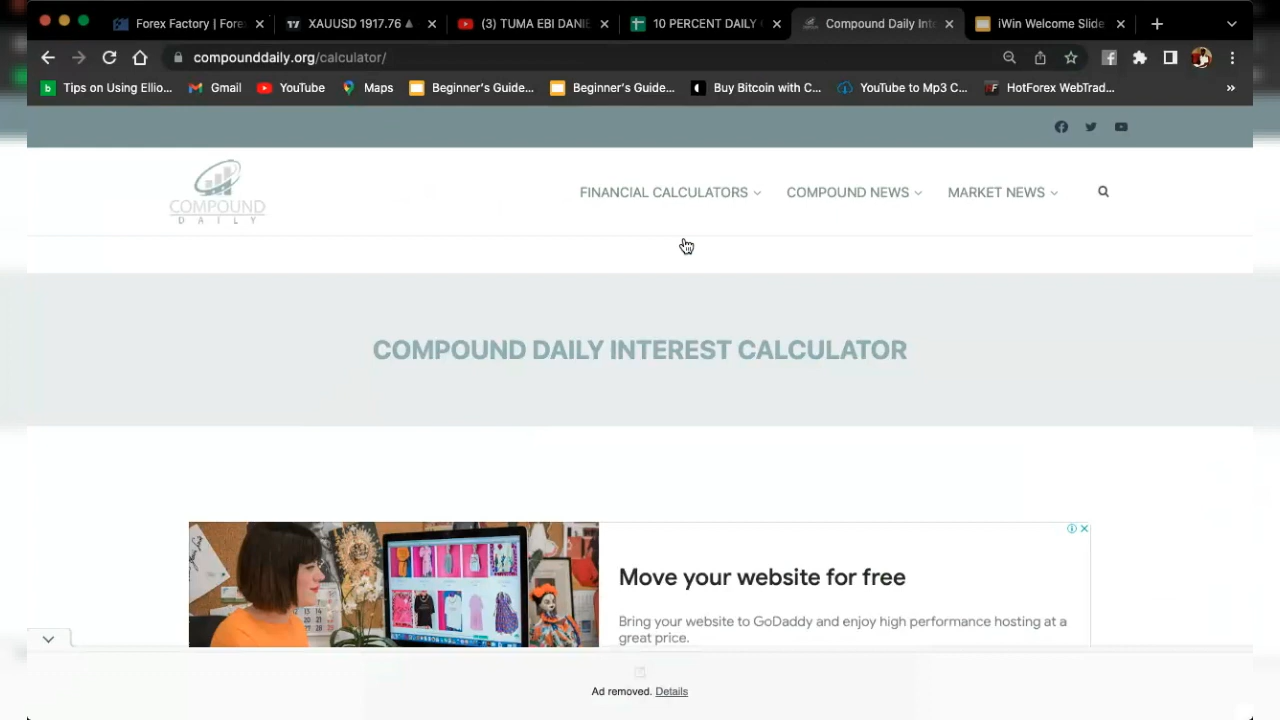 Forex Factory | Fore
XAUUSD 1917.76 ▲
(3) TUMA EBI DANIE
10 PERCENT DAILY
Compound Daily Inte
iWin Welcome Slide
compounddaily.org/calculator/
Tips on Using Ellio...
Gmail
YouTube
Maps
Beginner's Guide...
Beginner's Guide...
Buy Bitcoin with C...
YouTube to Mp3 C...
HotForex WebTrad...
»
COMPOUND
DAILY
FINANCIAL CALCULATORS
COMPOUND NEWS
MARKET NEWS
COMPOUND DAILY INTEREST CALCULATOR
Move your website for free
Bring your website to GoDaddy and enjoy high performance hosting at a
great price.
Ad removed. Details